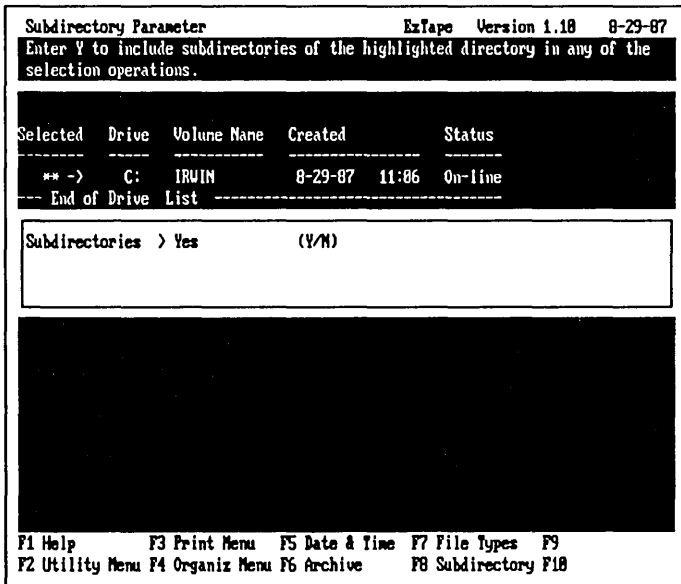 Subdirectory Parameter EzTape Version 1.10 8-29-87
Enter Y to include subdirectories of the highlighted directory in any of the
selection operations.
Selected Drive Volume Name Created Status
-------- ----- ----------- ----------------- -------
** -> C: IRWIN 8-29-87 11:06 On-line
--- End of Drive List -----------------------------------
Subdirectories > Yes (Y/N)
F1 Help F3 Print Menu F5 Date & Time F7 File Types F9
F2 Utility Menu F4 Organiz Menu F6 Archive F8 Subdirectory F10